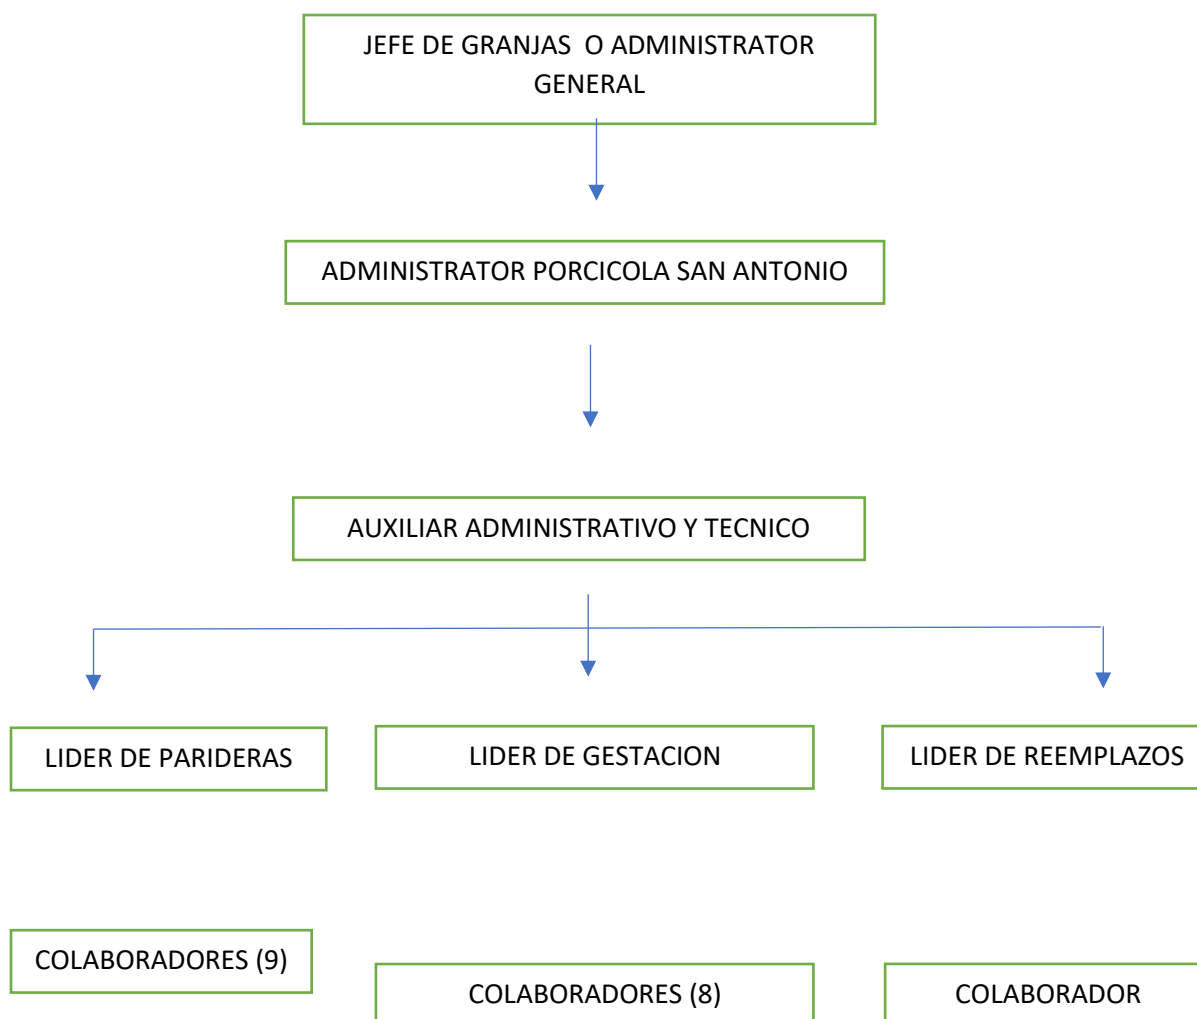 JEFE DE GRANJAS  O ADMINISTRATOR
GENERAL
ADMINISTRATOR PORCICOLA SAN ANTONIO
AUXILIAR ADMINISTRATIVO Y TECNICO
LIDER DE PARIDERAS
LIDER DE GESTACION
LIDER DE REEMPLAZOS
COLABORADORES (9)
COLABORADORES (8)
COLABORADOR